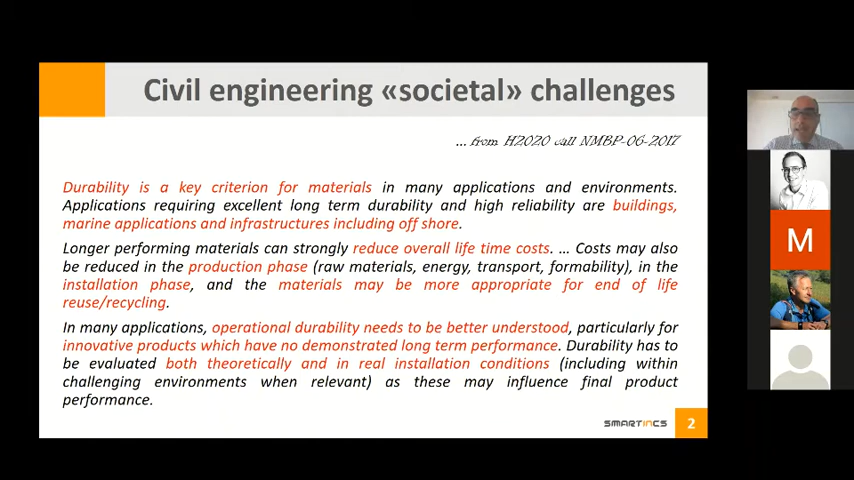 Civil engineering «societal» challenges
... from H2020 call NMBP-06-2017
Durability is a key criterion for materials in many applications and environments.
Applications requiring excellent long term durability and high reliability are buildings,
marine applications and infrastructures including off shore.
Longer performing materials can strongly reduce overall life time costs. ... Costs may also
be reduced in the production phase (raw materials, energy, transport, formability), in the
installation phase, and the materials may be more appropriate for end of life
reuse/recycling.
In many applications, operational durability needs to be better understood, particularly for
innovative products which have no demonstrated long term performance. Durability has to
be evaluated both theoretically and in real installation conditions (including within
challenging environments when relevant) as these may influence final product
performance.
SMARTINCS
2
M